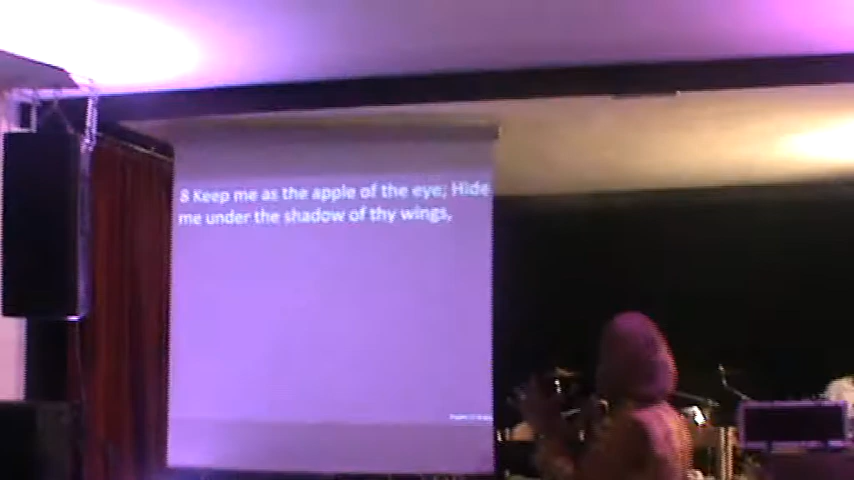 8 Keep me as the apple of the eye; Hide
me under the shadow of thy wings,